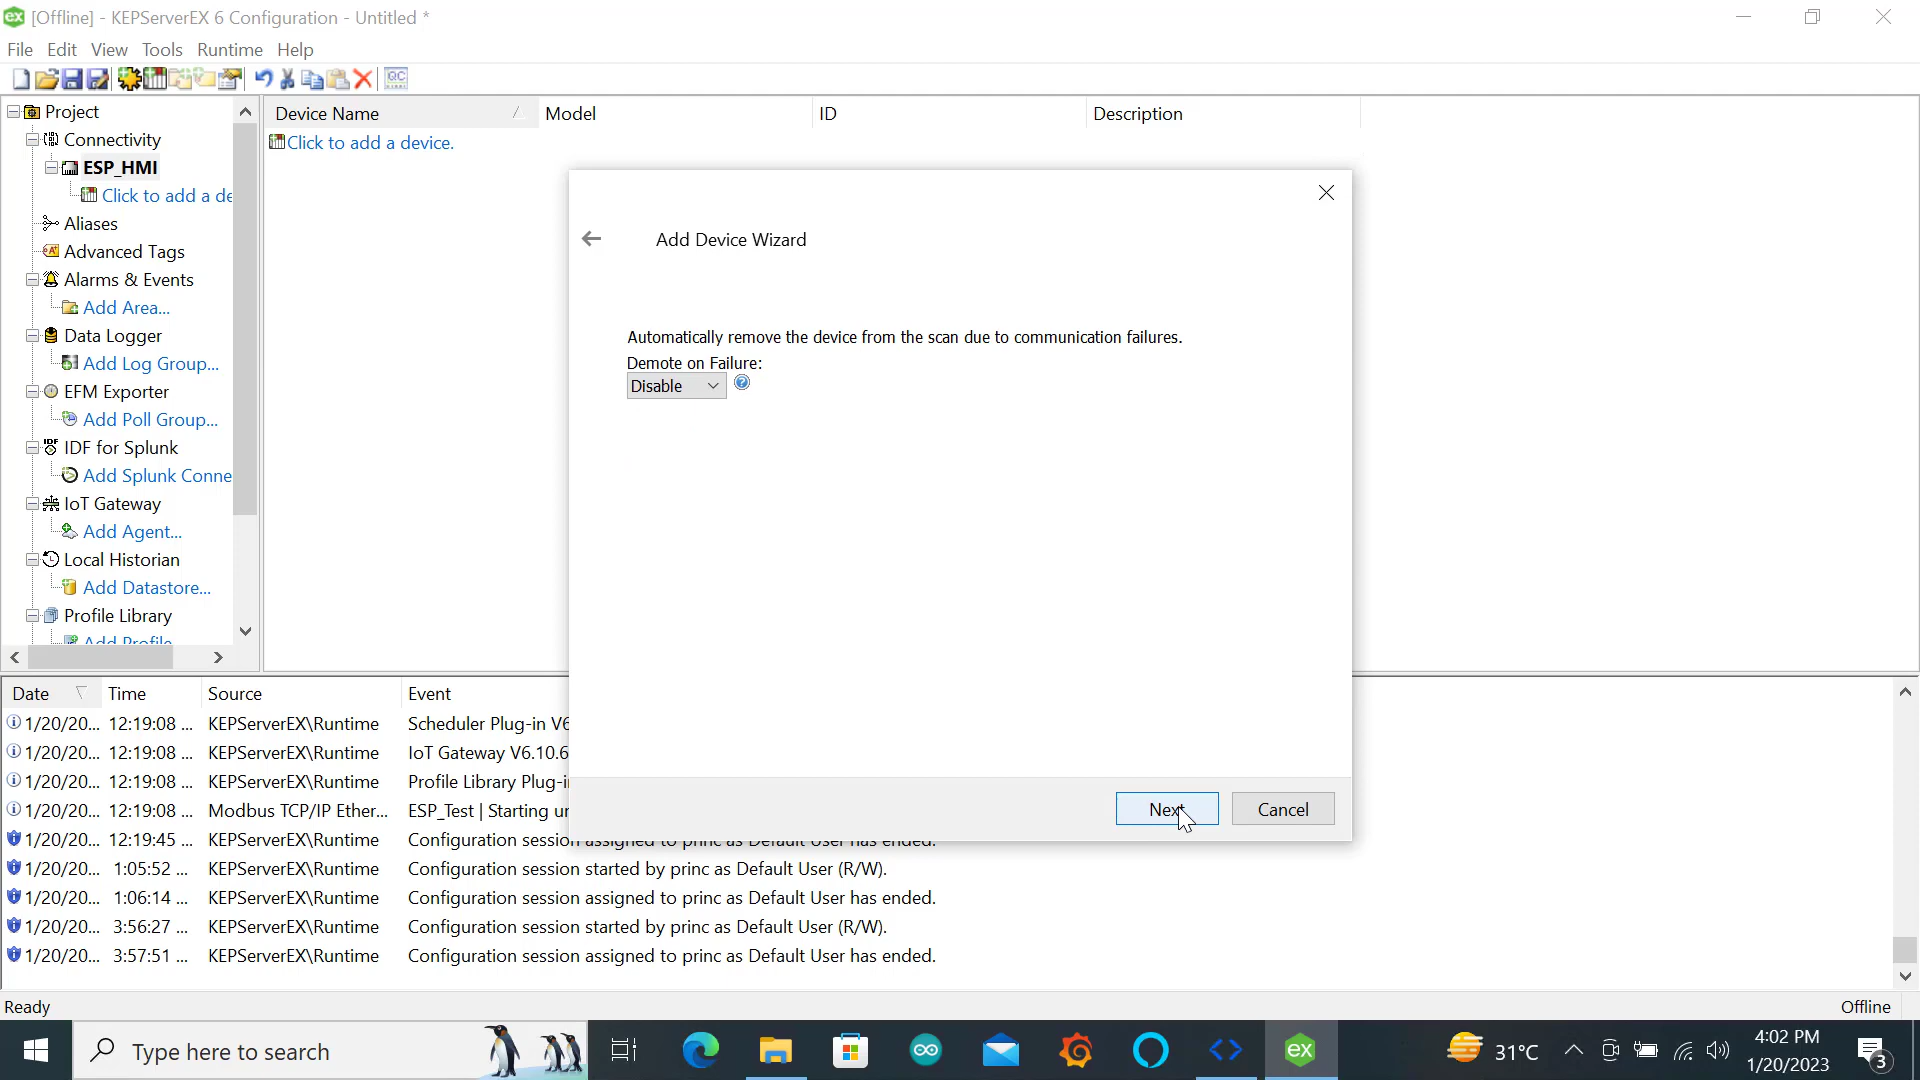 [Offline] - KEPServerEX 6 Configuration - Untitled *
File Edit View Tools Runtime Help
Project
Connectivity
ESP_HMI
Click to add a de
Aliases
Advanced Tags
Alarms & Events
Add Area...
Data Logger
Add Log Group...
EFM Exporter
Add Poll Group...
IDF for Splunk
Add Splunk Conne
IoT Gateway
Add Agent...
Local Historian
Add Datastore...
Profile Library
Add Profile
Device Name Model ID Description
Click to add a device.
Add Device Wizard
Automatically remove the device from the scan due to communication failures.
Demote on Failure:
Disable
Next Cancel
Date Time Source Event
1/20/20... 12:19:08 ... KEPServerEX\Runtime Scheduler Plug-in V6
1/20/20... 12:19:08 ... KEPServerEX\Runtime IoT Gateway V6.10.6
1/20/20... 12:19:08 ... KEPServerEX\Runtime Profile Library Plug-i
1/20/20... 12:19:08 ... Modbus TCP/IP Ether... ESP_Test | Starting u
1/20/20... 12:19:45 ... KEPServerEX\Runtime Configuration session assigned to princ as Default User has ended.
1/20/20... 1:05:52 ... KEPServerEX\Runtime Configuration session started by princ as Default User (R/W).
1/20/20... 1:06:14 ... KEPServerEX\Runtime Configuration session assigned to princ as Default User has ended.
1/20/20... 3:56:27 ... KEPServerEX\Runtime Configuration session started by princ as Default User (R/W).
1/20/20... 3:57:51 ... KEPServerEX\Runtime Configuration session assigned to princ as Default User has ended.
Ready Offline
Type here to search
31°C
4:02 PM
1/20/2023
3